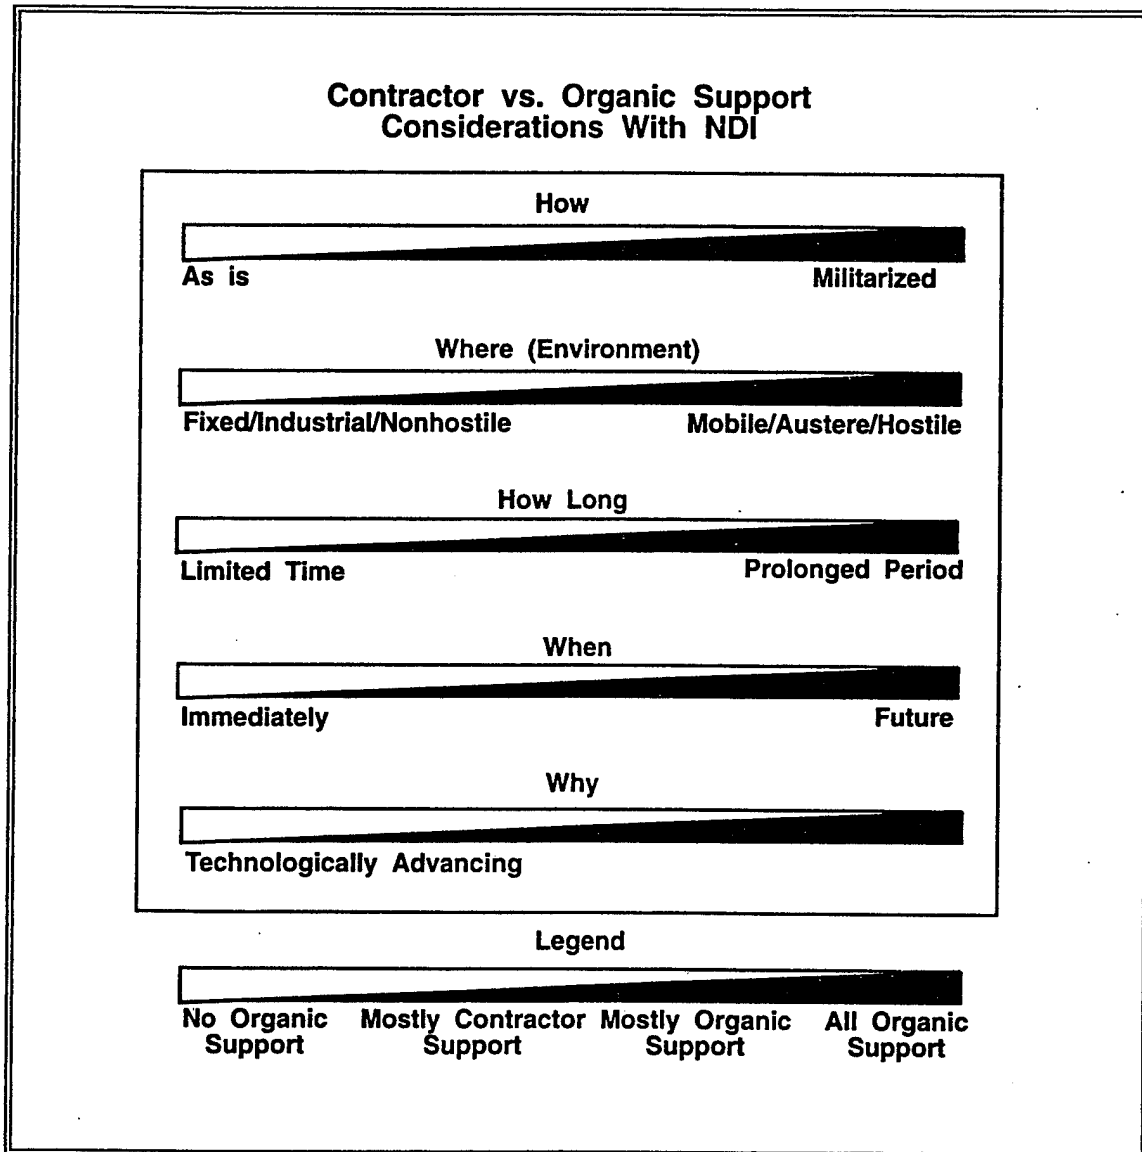 Contractor vs. Organic Support
Considerations With NDI
How
As is Militarized
Where (Environment)
Fixed/Industrial/Nonhostile Mobile/Austere/Hostile
How Long
Limited Time Prolonged Period
When
Immediately Future
Why
Technologically Advancing
Legend
No Organic Mostly Contractor Mostly Organic All Organic
Support Support Support Support